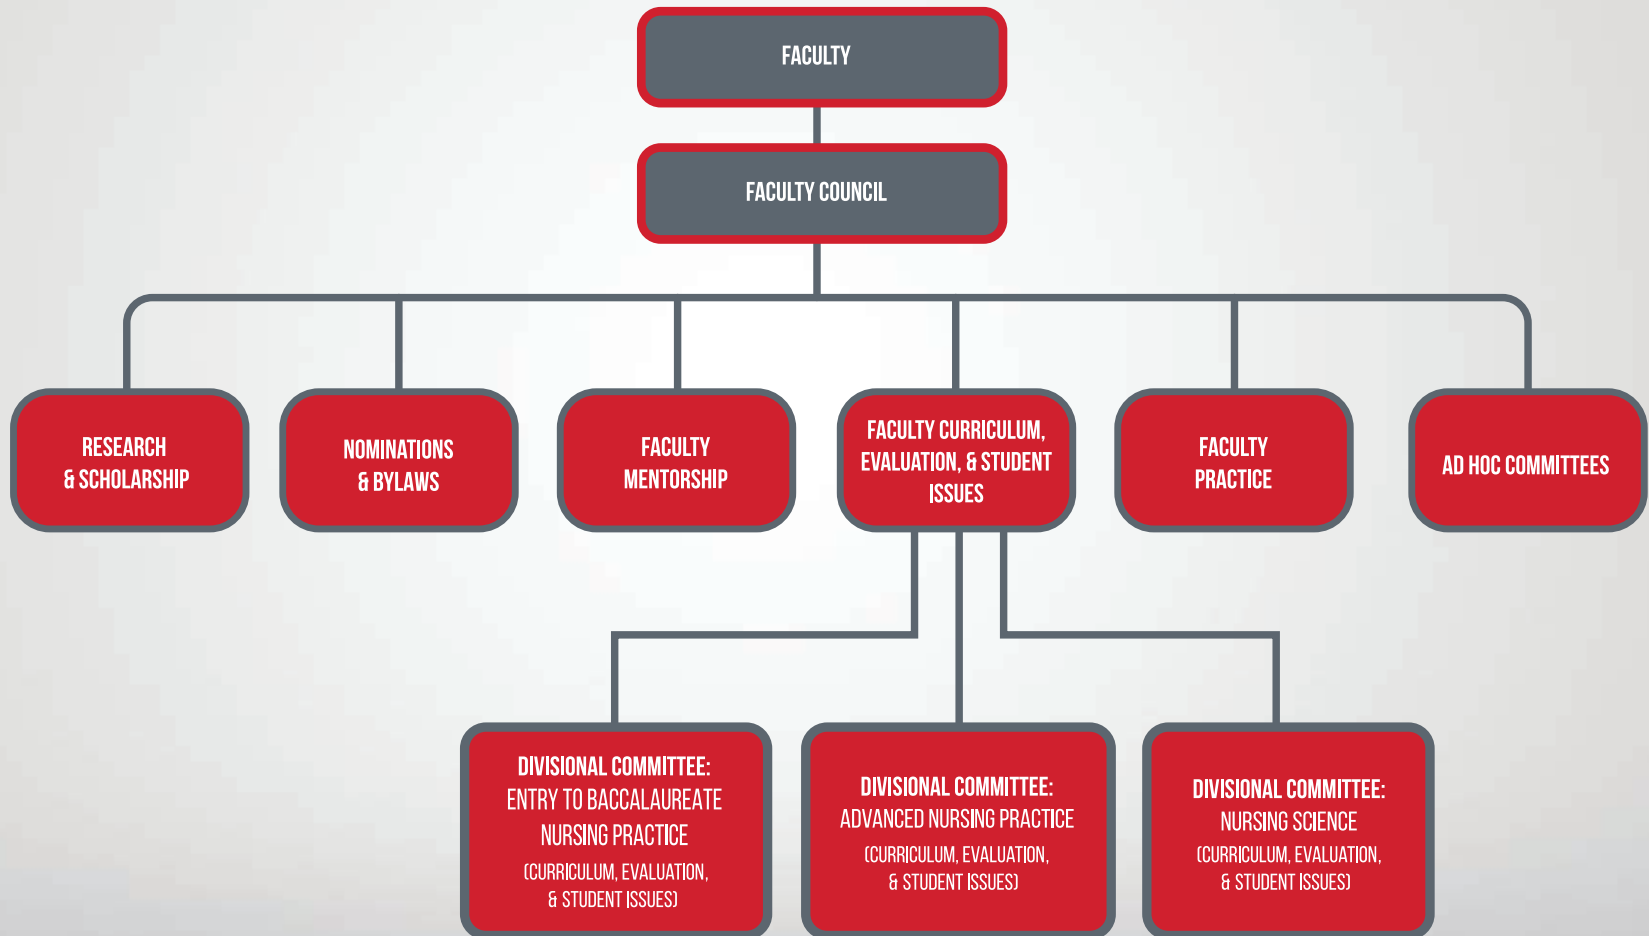 FACULTY
FACULTY COUNCIL
RESEARCH
& SCHOLARSHIP
NOMINATIONS
& BYLAWS
FACULTY
MENTORSHIP
FACULTY CURRICULUM,
EVALUATION, & STUDENT
ISSUES
FACULTY
PRACTICE
AD HOC COMMITTEES
DIVISIONAL COMMITTEE:
ENTRY TO BACCALAUREATE
NURSING PRACTICE
(CURRICULUM, EVALUATION,
& STUDENT ISSUES)
DIVISIONAL COMMITTEE:
ADVANCED NURSING PRACTICE
(CURRICULUM, EVALUATION,
& STUDENT ISSUES)
DIVISIONAL COMMITTEE:
NURSING SCIENCE
(CURRICULUM, EVALUATION,
& STUDENT ISSUES)